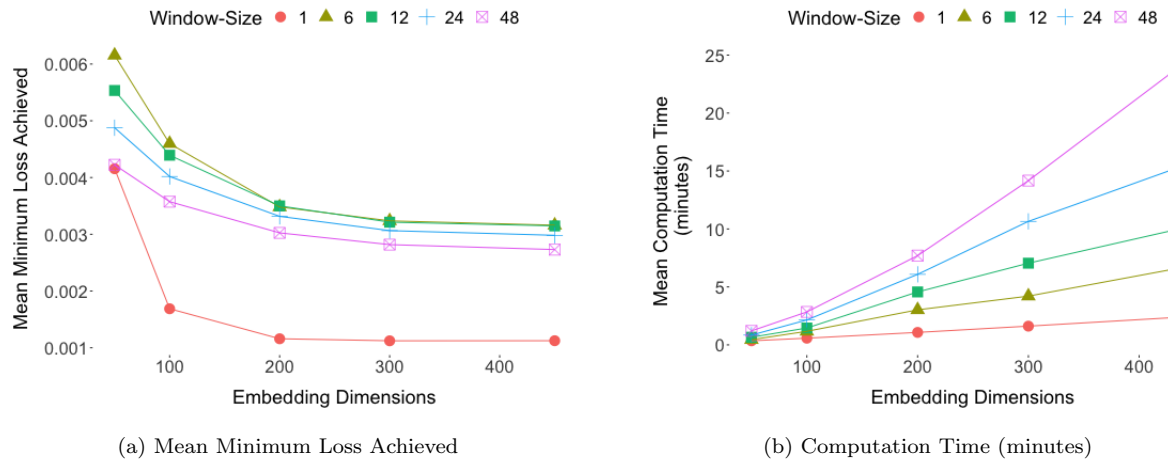 Window-Size 1 6 12 24 48
Mean Minimum Loss Achieved
0.006
0.005
0.004
0.003
0.002
0.001
100 200 300 400
Embedding Dimensions
(a) Mean Minimum Loss Achieved
Window-Size 1 6 12 24 48
Mean Computation Time
(minutes)
25
20
15
10
5
0
100 200 300 400
Embedding Dimensions
(b) Computation Time (minutes)